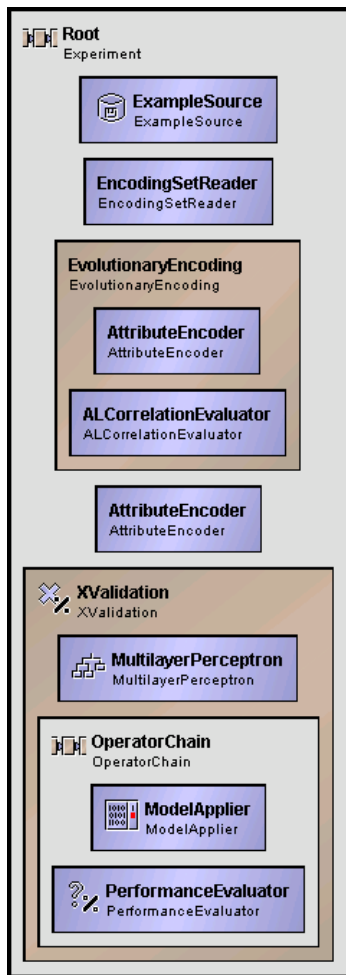 Root
Experiment
ExampleSource
ExampleSource
EncodingSetReader
EncodingSetReader
EvolutionaryEncoding
EvolutionaryEncoding
AttributeEncoder
AttributeEncoder
ALCorrelationEvaluator
ALCorrelationEvaluator
AttributeEncoder
AttributeEncoder
XValidation
XValidation
MultilayerPerceptron
MultilayerPerceptron
OperatorChain
OperatorChain
ModelApplier
ModelApplier
PerformanceEvaluator
PerformanceEvaluator